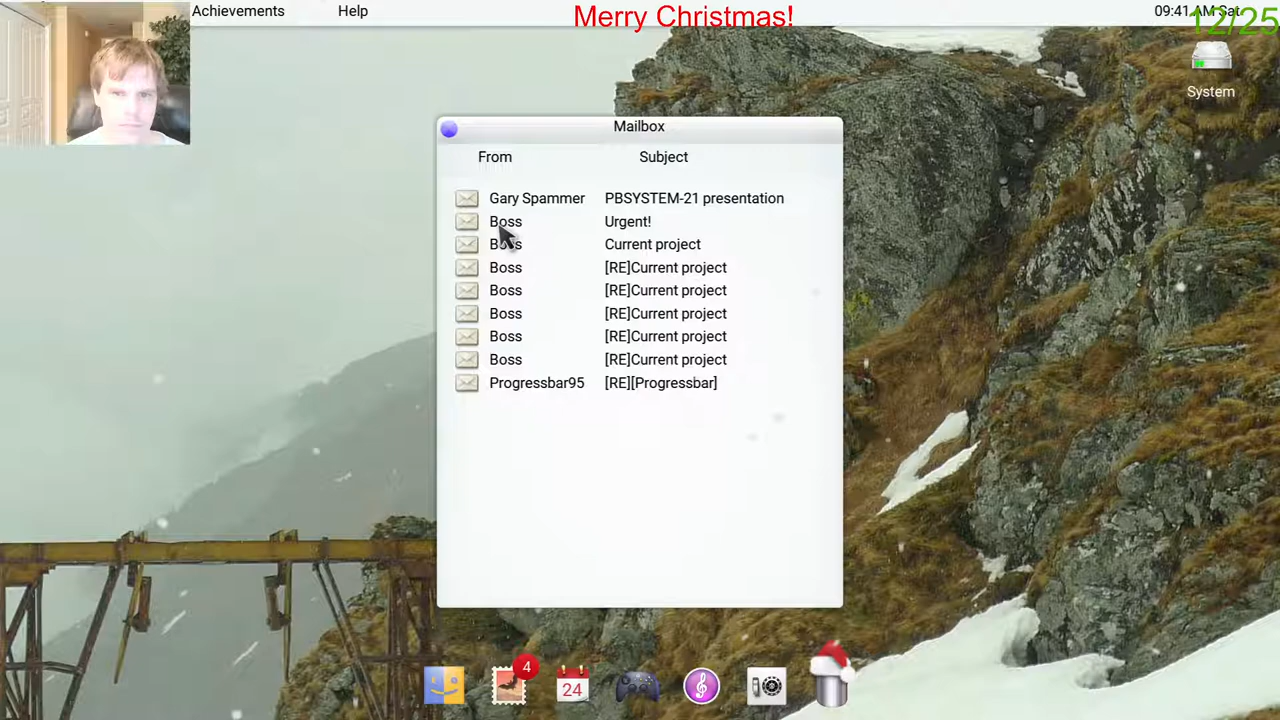 Achievements Help Merry Christmas! 09:41 AM Sat
12/25
System
Mailbox
From Subject
Gary Spammer PBSYSTEM-21 presentation
Boss Urgent!
Boss Current project
Boss [RE]Current project
Boss [RE]Current project
Boss [RE]Current project
Boss [RE]Current project
Boss [RE]Current project
Progressbar95 [RE][Progressbar]
4
24